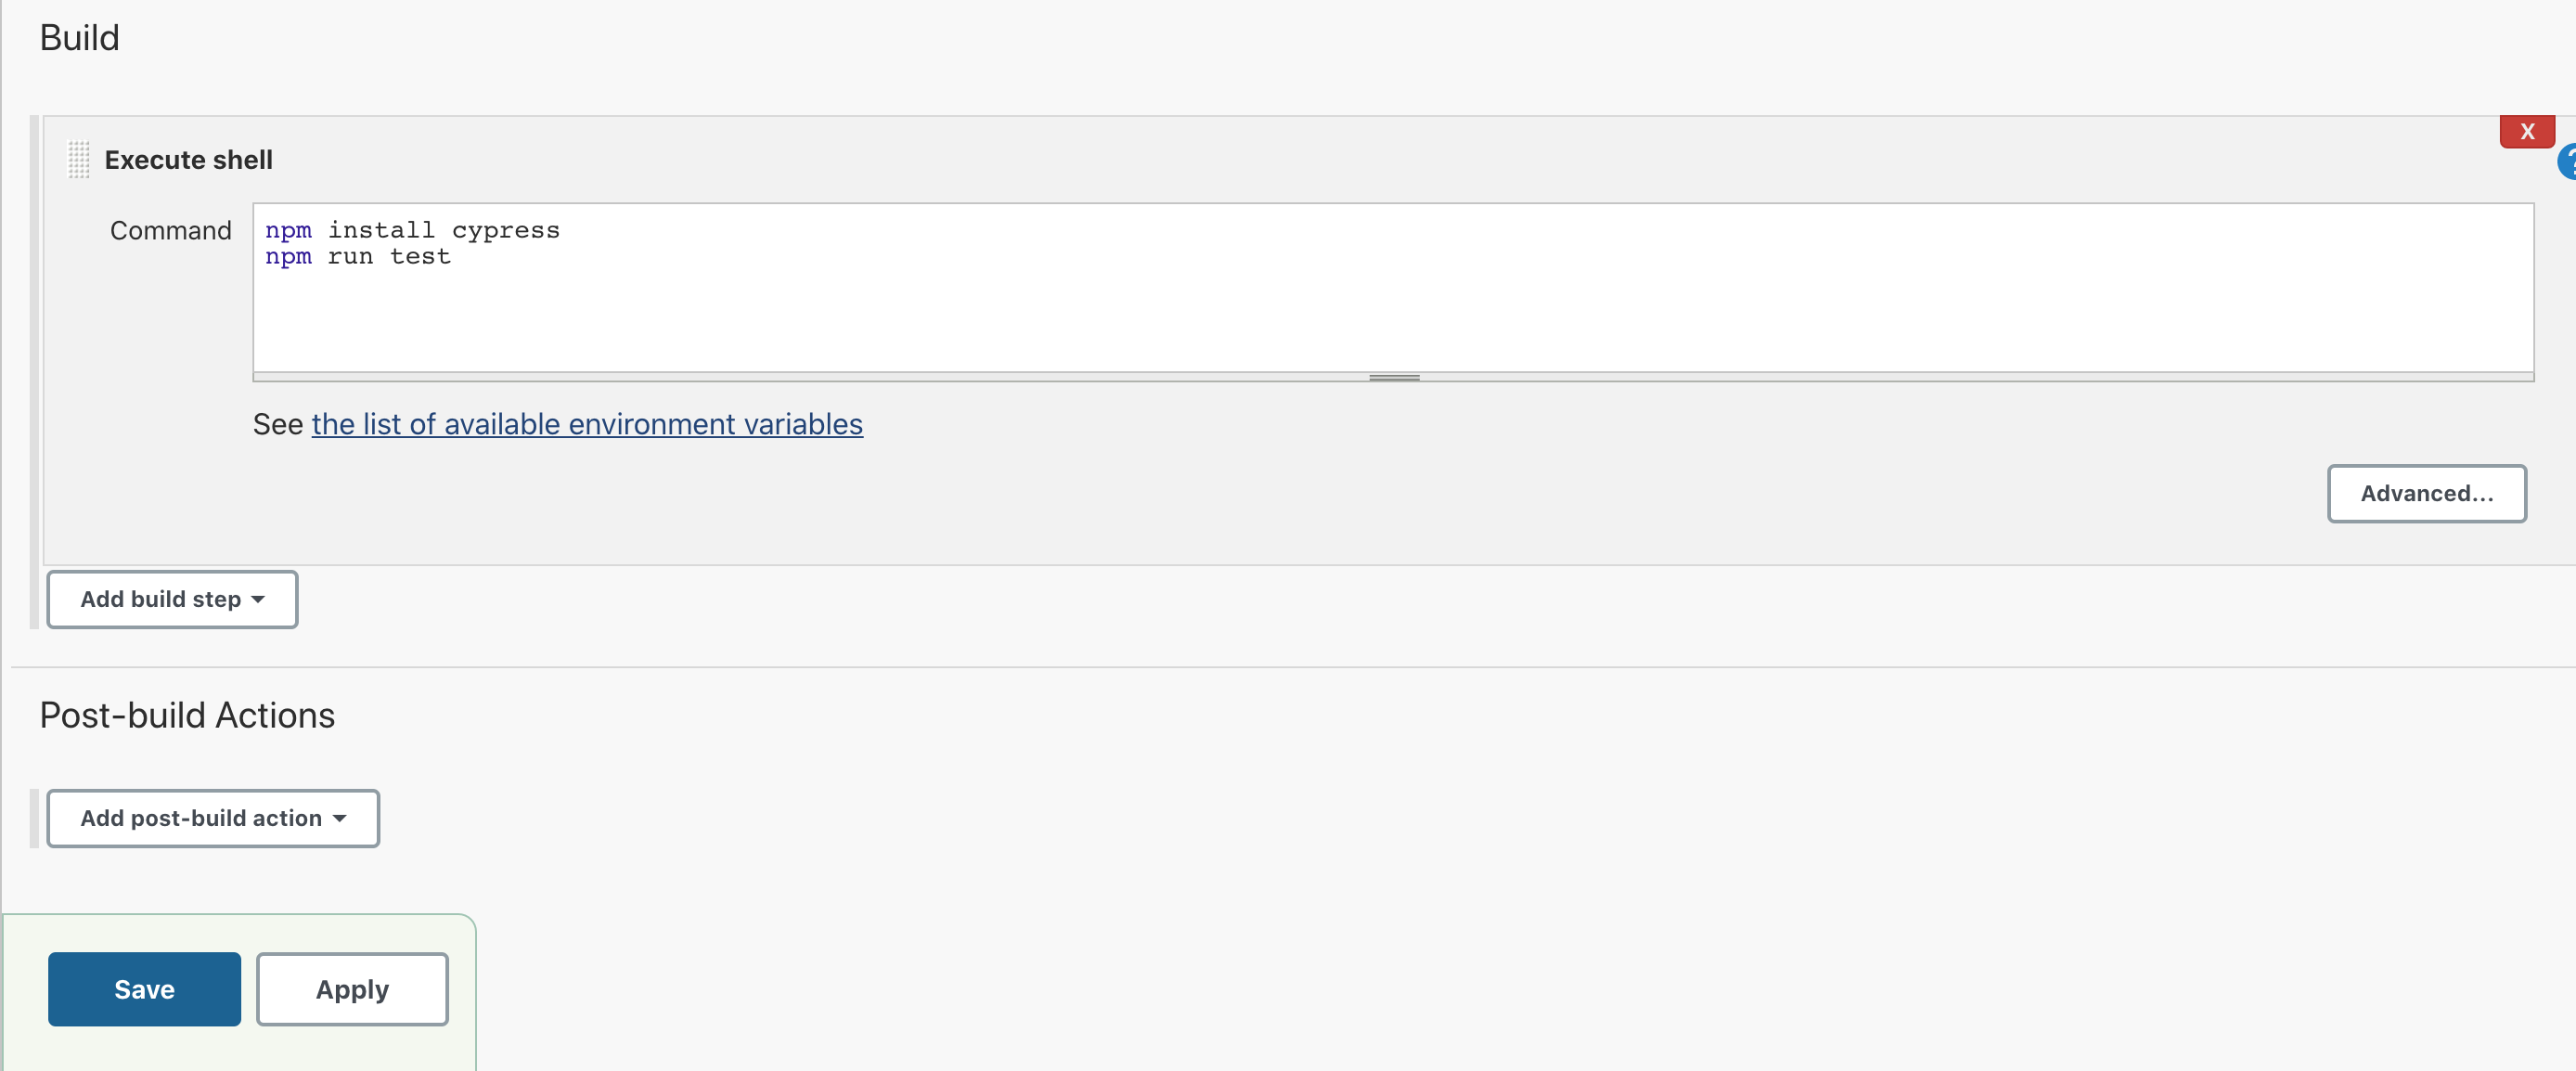 Build
X
Execute shell
?
Command
npm install cypress
npm run test
See the list of available environment variables
Advanced...
Add build step
Post-build Actions
Add post-build action
Save
Apply